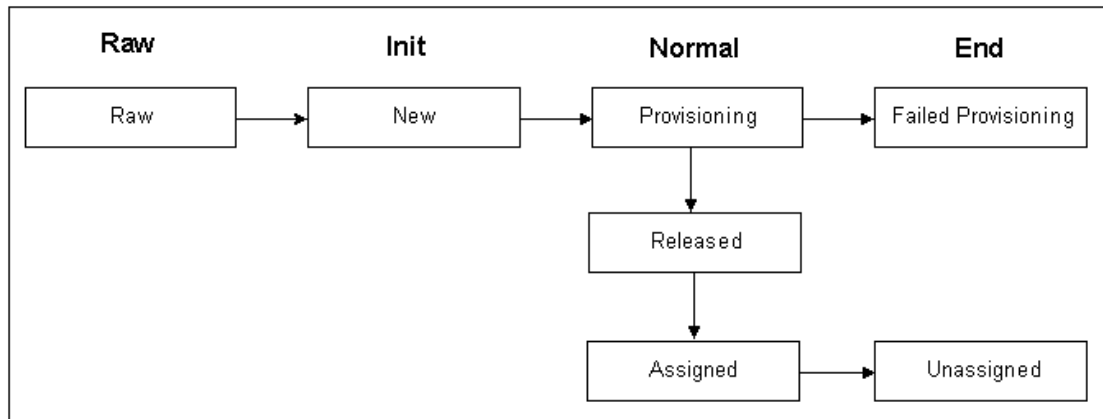 Raw
Init
Normal
End
Raw
New
Provisioning
Failed Provisioning
Released
Assigned
Unassigned